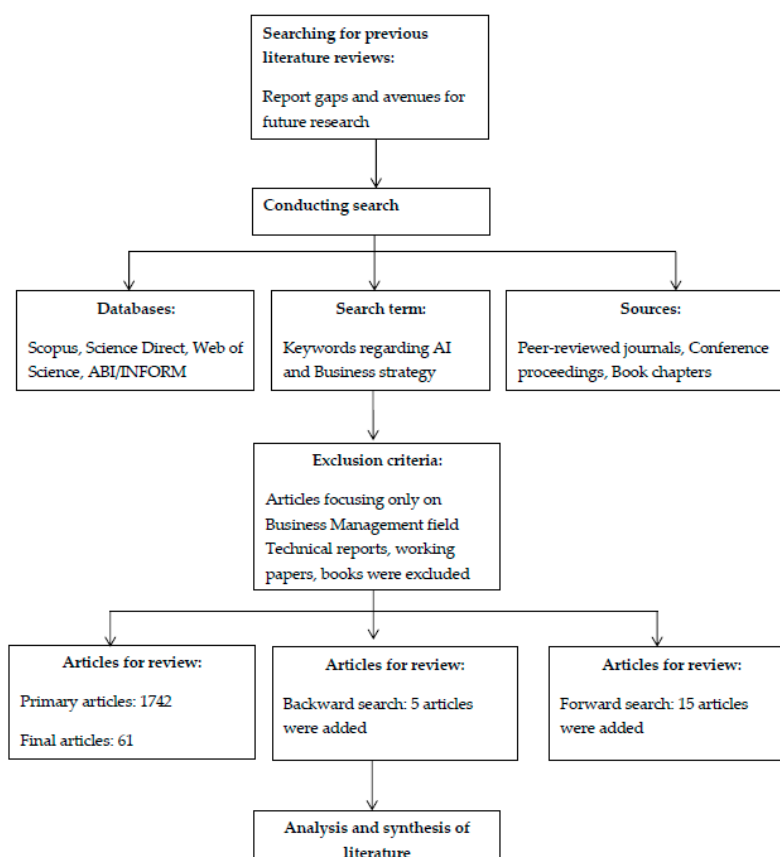 Searching for previous
literature reviews:
Report gaps and avenues for
future research
Conducting search
Databases:
Scopus, Science Direct, Web of
Science, ABI/INFORM
Search term:
Keywords regarding AI
and Business strategy
Sources:
Peer-reviewed journals, Conference
proceedings, Book chapters
Exclusion criteria:
Articles focusing only on
Business Management field
Technical reports, working
papers, books were excluded
Articles for review:
Primary articles: 1742
Final articles: 61
Articles for review:
Backward search: 5 articles
were added
Articles for review:
Forward search: 15 articles
were added
Analysis and synthesis of
literature